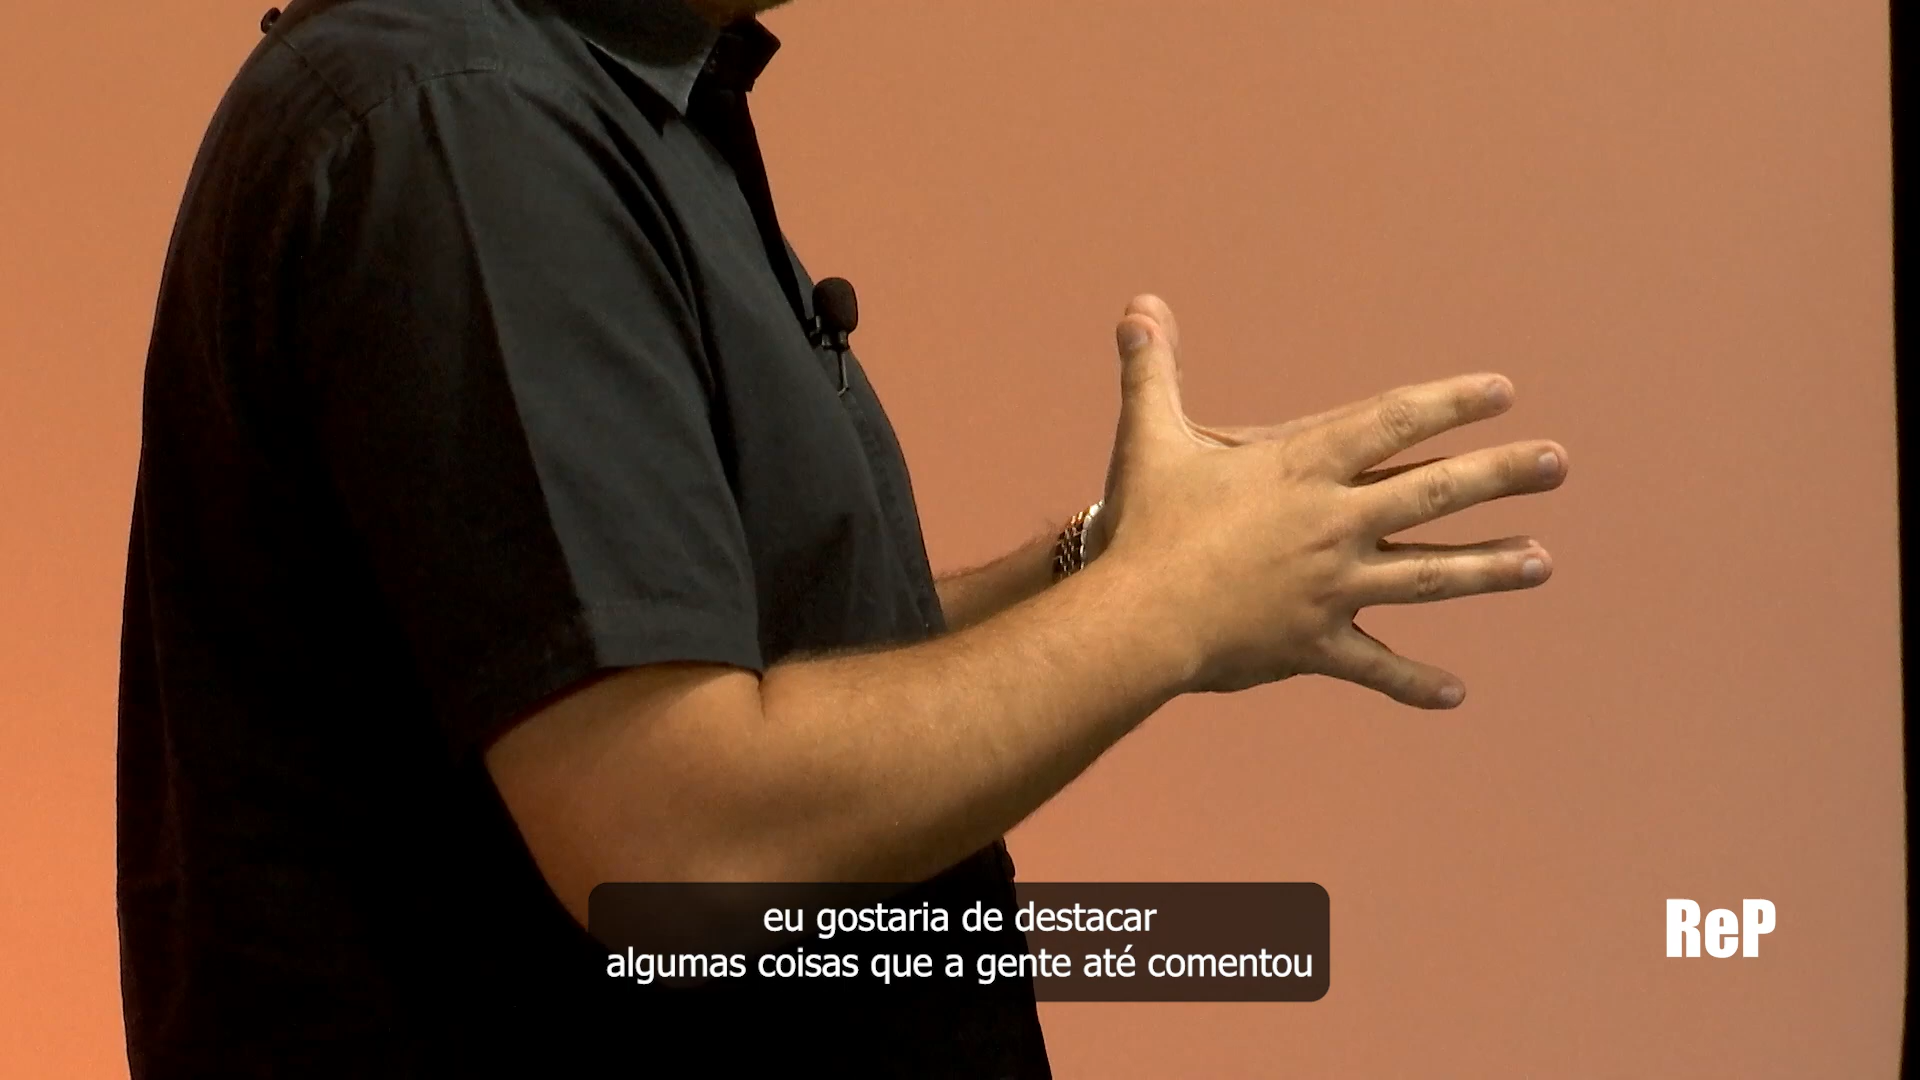 eu gostaria de destacar
algumas coisas que a gente até comentou
ReP